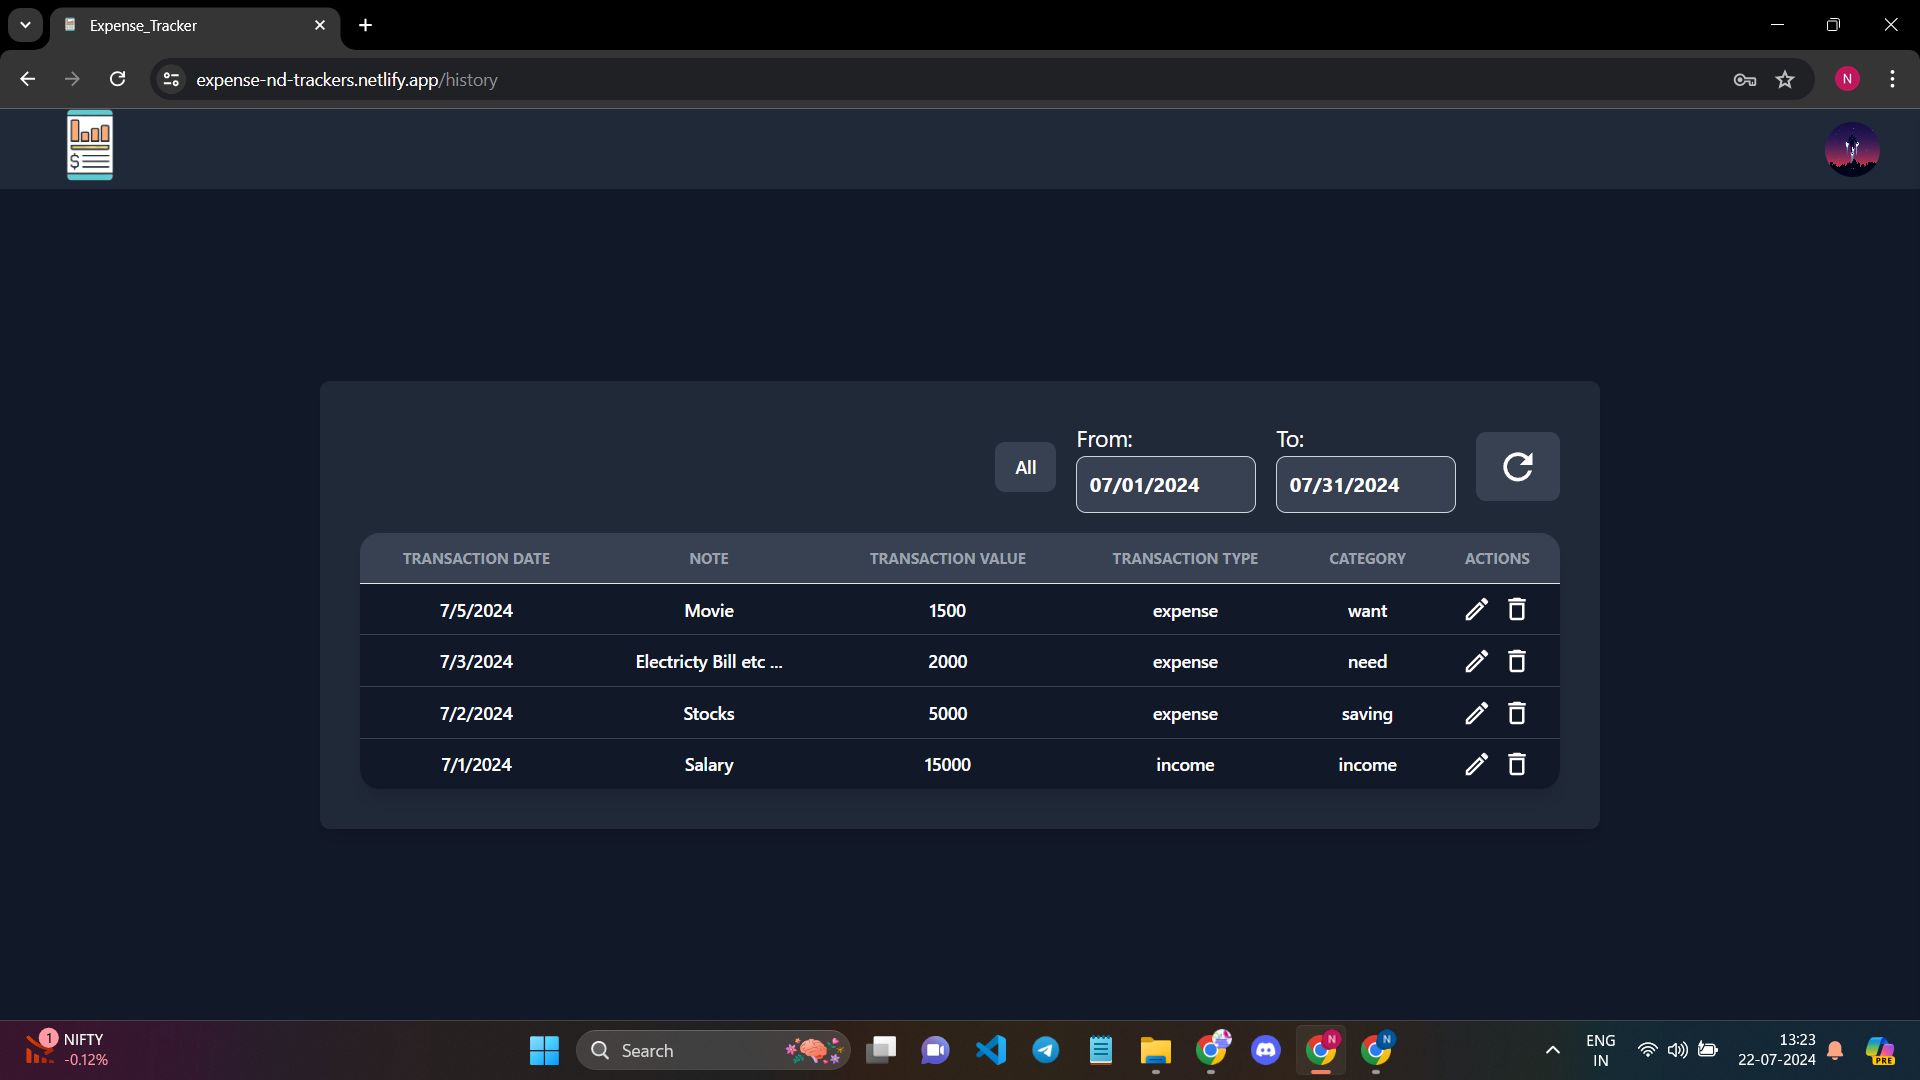 Expense_Tracker
expense-nd-trackers.netlify.app/history
N
$
All
From:
07/01/2024
To:
07/31/2024
TRANSACTION DATE NOTE TRANSACTION VALUE TRANSACTION TYPE CATEGORY ACTIONS
7/5/2024 Movie 1500 expense want
7/3/2024 Electricty Bill etc ... 2000 expense need
7/2/2024 Stocks 5000 expense saving
7/1/2024 Salary 15000 income income
1
NIFTY
-0.12%
Search
N
N
ENG
IN
13:23
22-07-2024
PRE